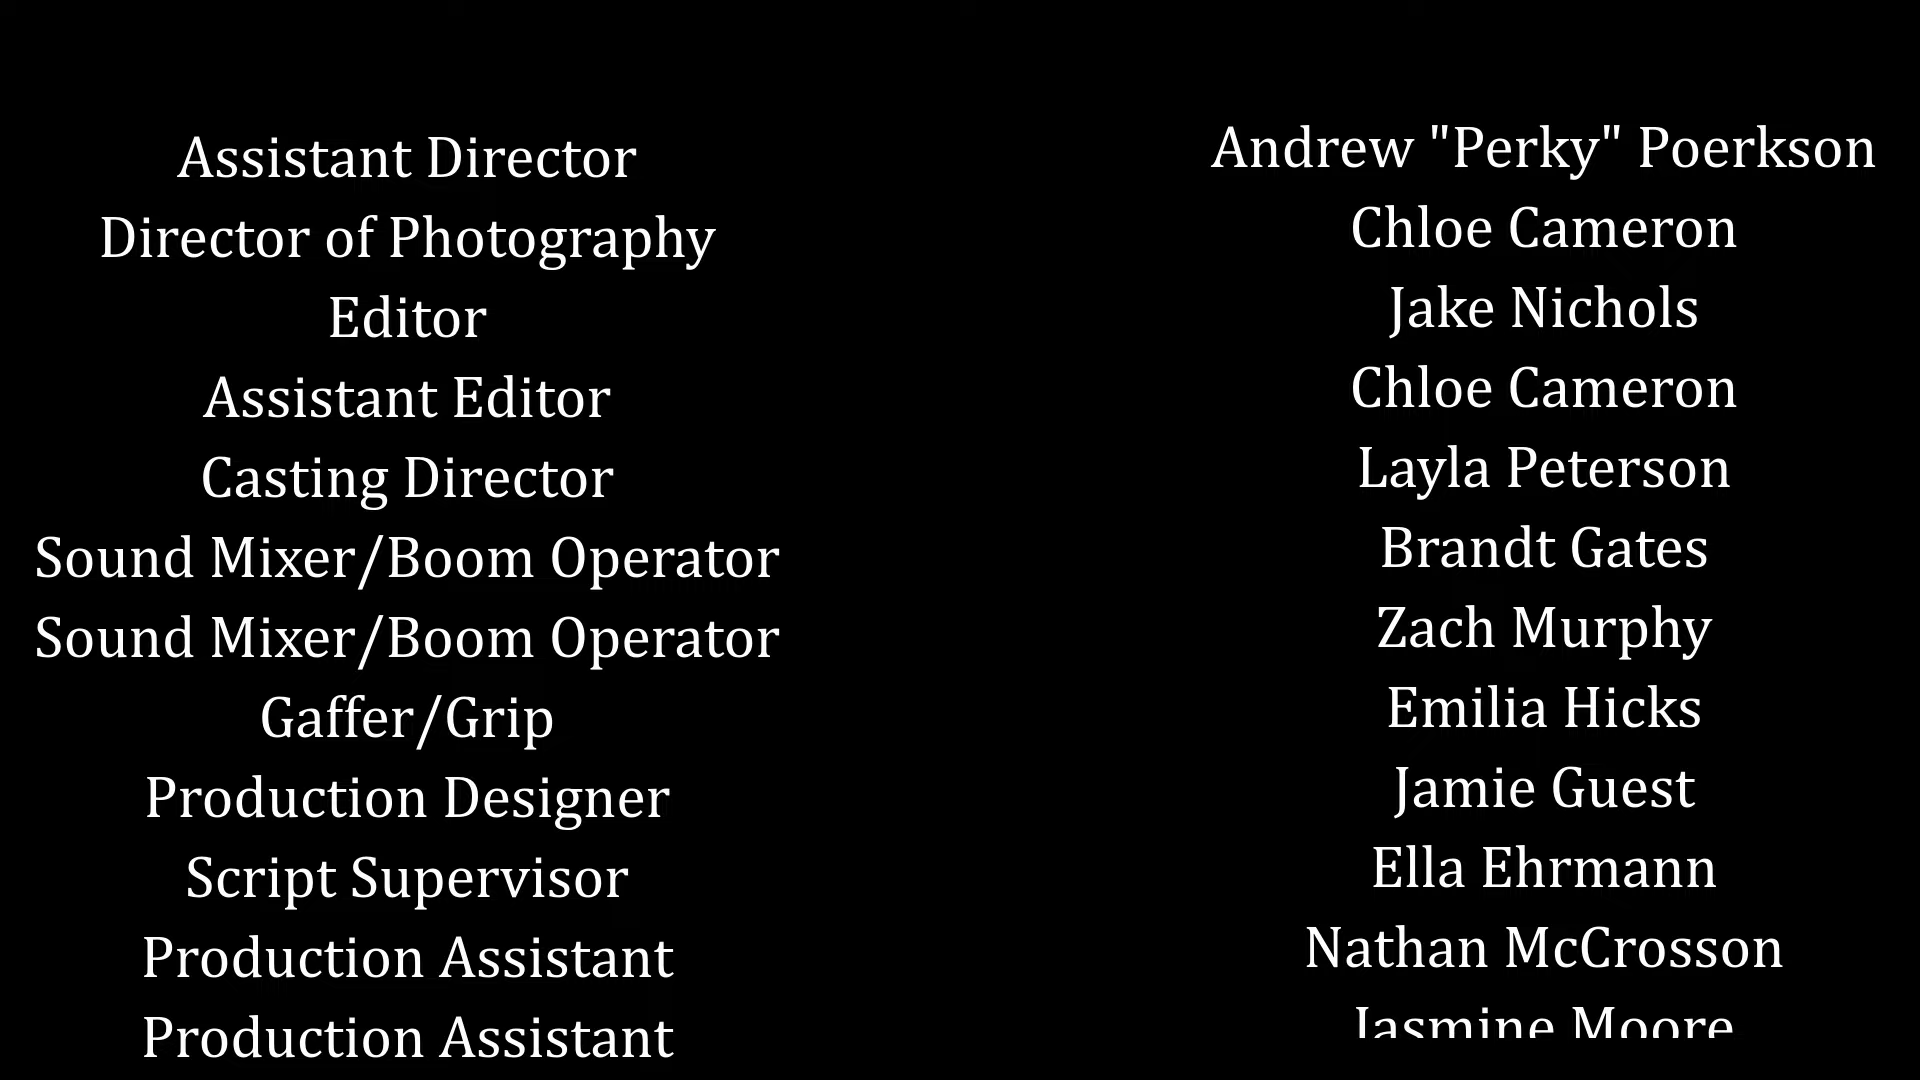 Assistant Director Andrew "Perky" Poerkson
Director of Photography Chloe Cameron
Editor Jake Nichols
Assistant Editor Chloe Cameron
Casting Director Layla Peterson
Sound Mixer/Boom Operator Brandt Gates
Sound Mixer/Boom Operator Zach Murphy
Gaffer/Grip Emilia Hicks
Production Designer Jamie Guest
Script Supervisor Ella Ehrmann
Production Assistant Nathan McCrosson
Production Assistant Jasmine Moore